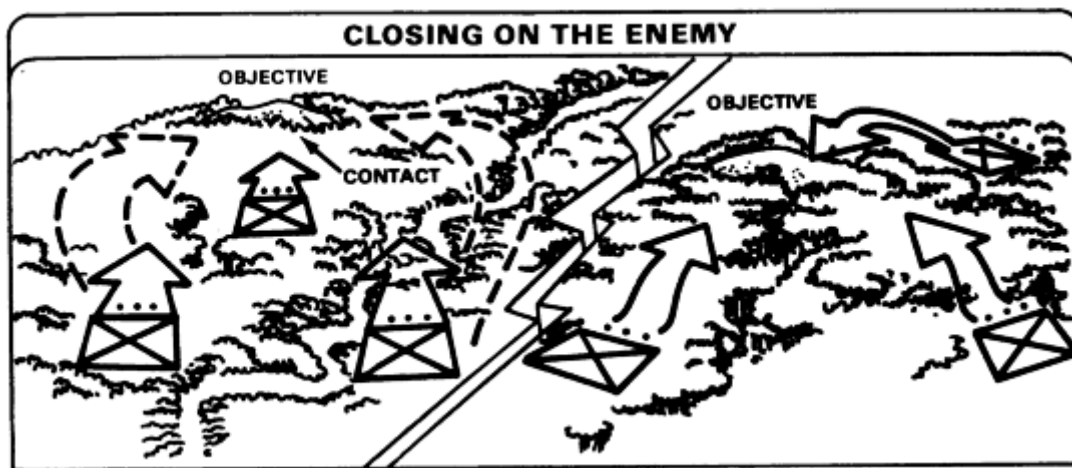 CLOSING ON THE ENEMY
OBJECTIVE
CONTACT
OBJECTIVE